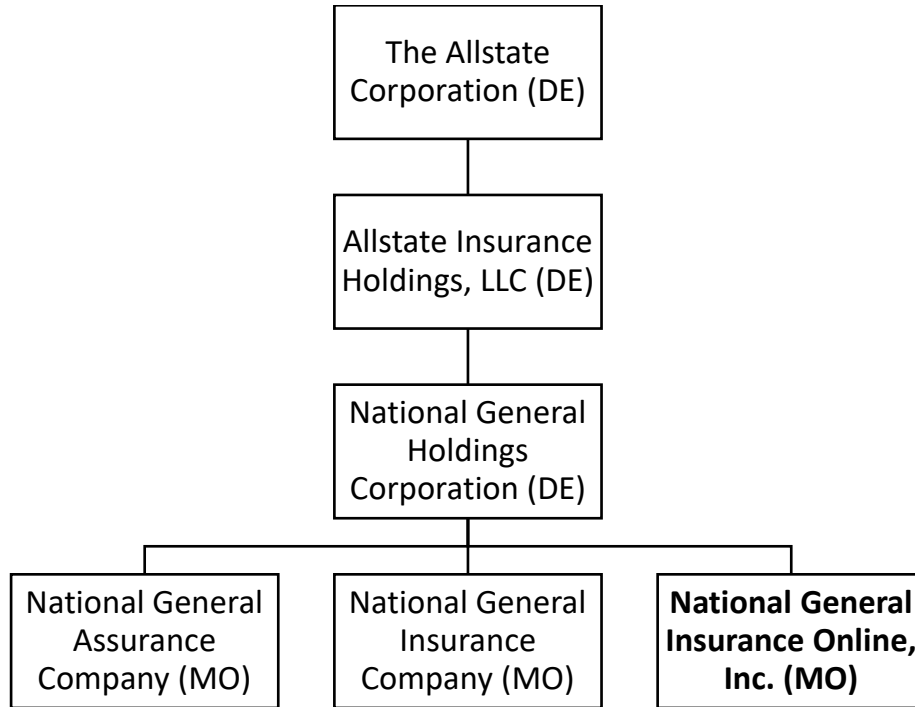 The Allstate
Corporation (DE)
Allstate Insurance
Holdings, LLC (DE)
National General
Holdings
Corporation (DE)
National General
Assurance
Company (MO)
National General
Insurance
Company (MO)
National General
Insurance Online,
Inc. (MO)